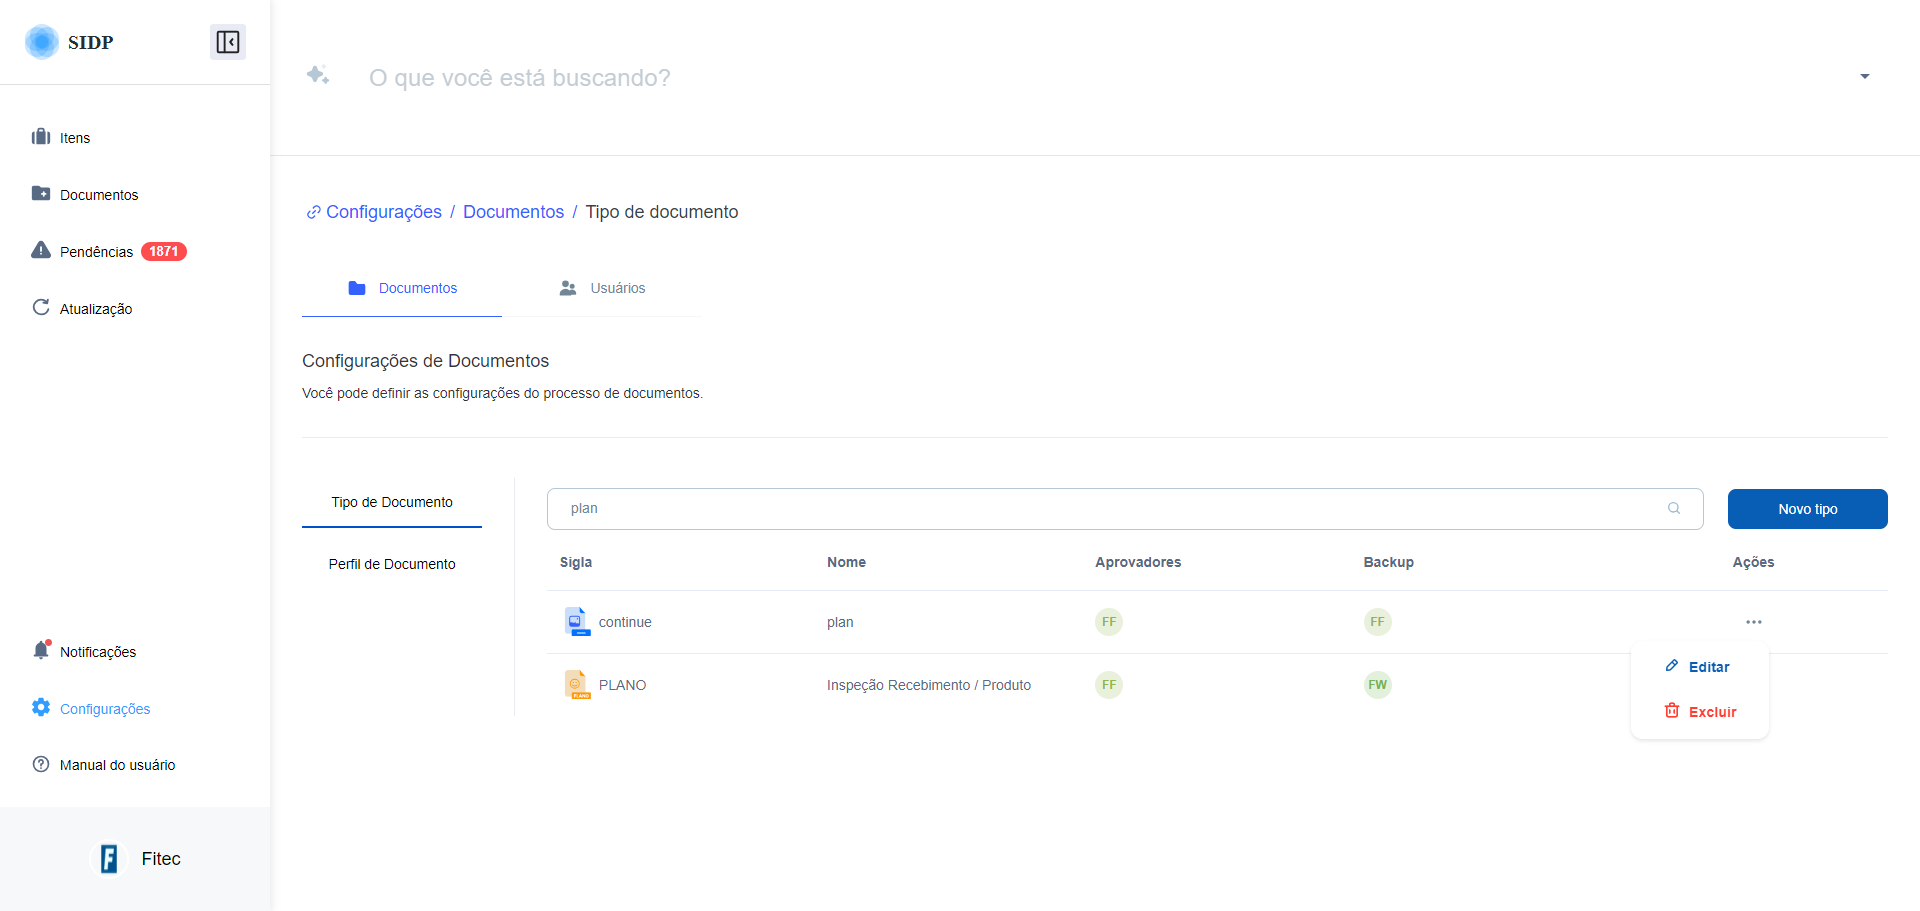 SIDP
O que você está buscando?
Itens
Documentos
Pendências 1871
Atualização
Configurações / Documentos / Tipo de documento
Documentos
Usuários
Configurações de Documentos
Você pode definir as configurações do processo de documentos.
Tipo de Documento
Perfil de Documento
plan
Novo tipo
Sigla Nome Aprovadores Backup Ações
continue plan FF FF
PLANO PLANO Inspeção Recebimento / Produto FF FW
Editar
Excluir
Notificações
Configurações
Manual do usuário
F Fitec